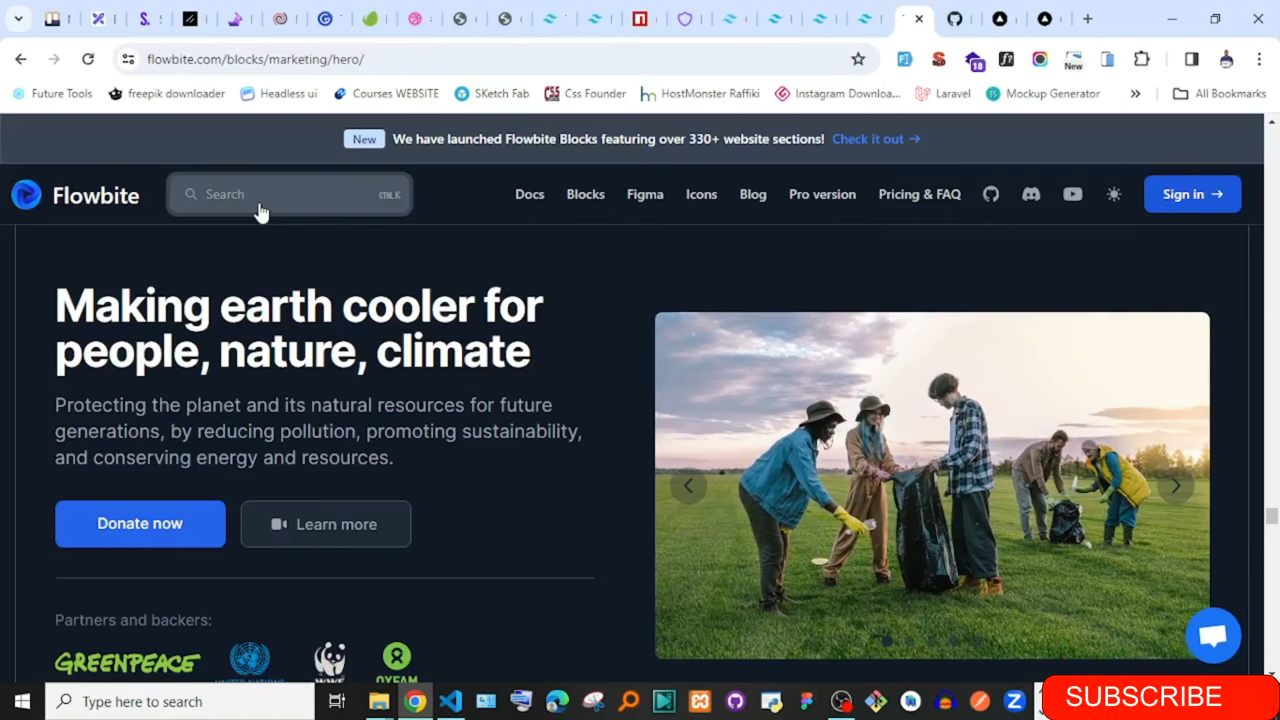 flowbite.com/blocks/marketing/hero/
18
New
Future Tools
freepik downloader
Headless ui
Courses WEBSITE
SKetch Fab
Css Founder
HostMonster Raffiki
Instagram Downloa...
Laravel
Mockup Generator
All Bookmarks
New We have launched Flowbite Blocks featuring over 330+ website sections! Check it out →
Flowbite
Search CTRL K
Docs Blocks Figma Icons Blog Pro version Pricing & FAQ Sign in →
Making earth cooler for
people, nature, climate
Protecting the planet and its natural resources for future
generations, by reducing pollution, promoting sustainability,
and conserving energy and resources.
Donate now
Learn more
Partners and backers:
GREENPEACE
UNITED NATIONS
WWF
OXFAM
Type here to search
SUBSCRIBE